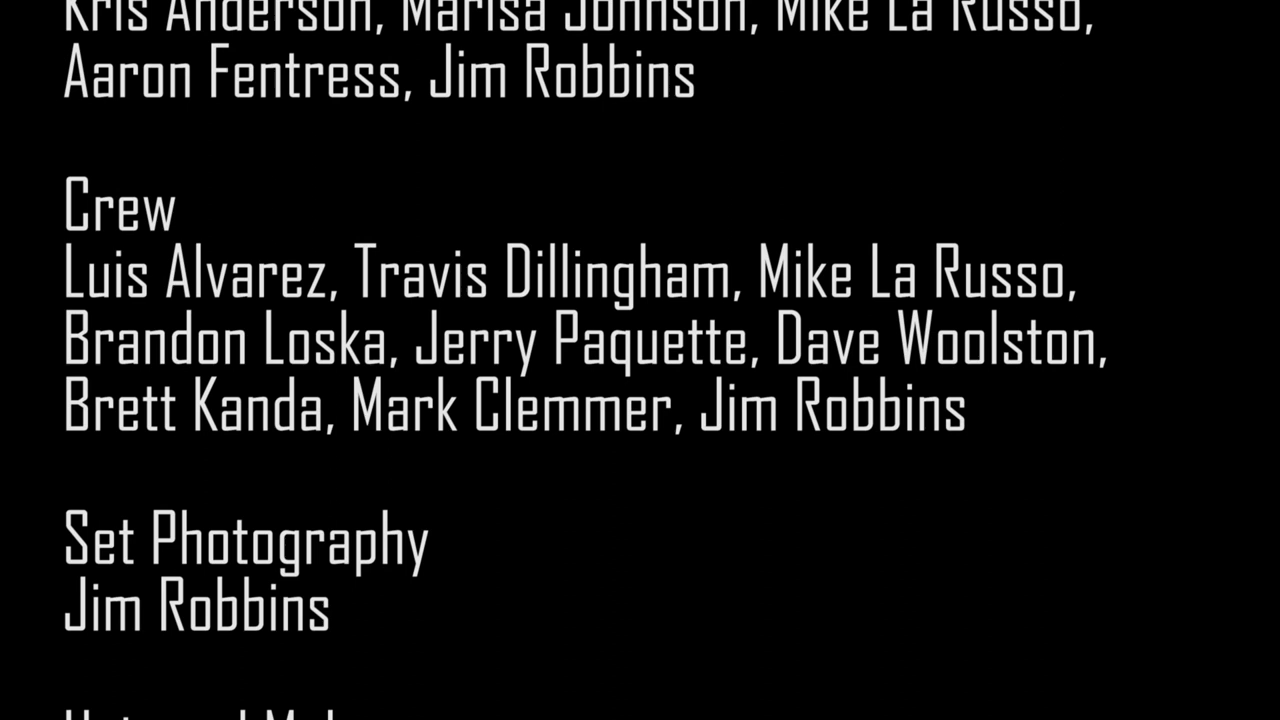 Kris Anderson, Marisa Johnson, Mike La Russo,
Aaron Fentress, Jim Robbins
Crew
Luis Alvarez, Travis Dillingham, Mike La Russo,
Brandon Loska, Jerry Paquette, Dave Woolston,
Brett Kanda, Mark Clemmer, Jim Robbins
Set Photography
Jim Robbins